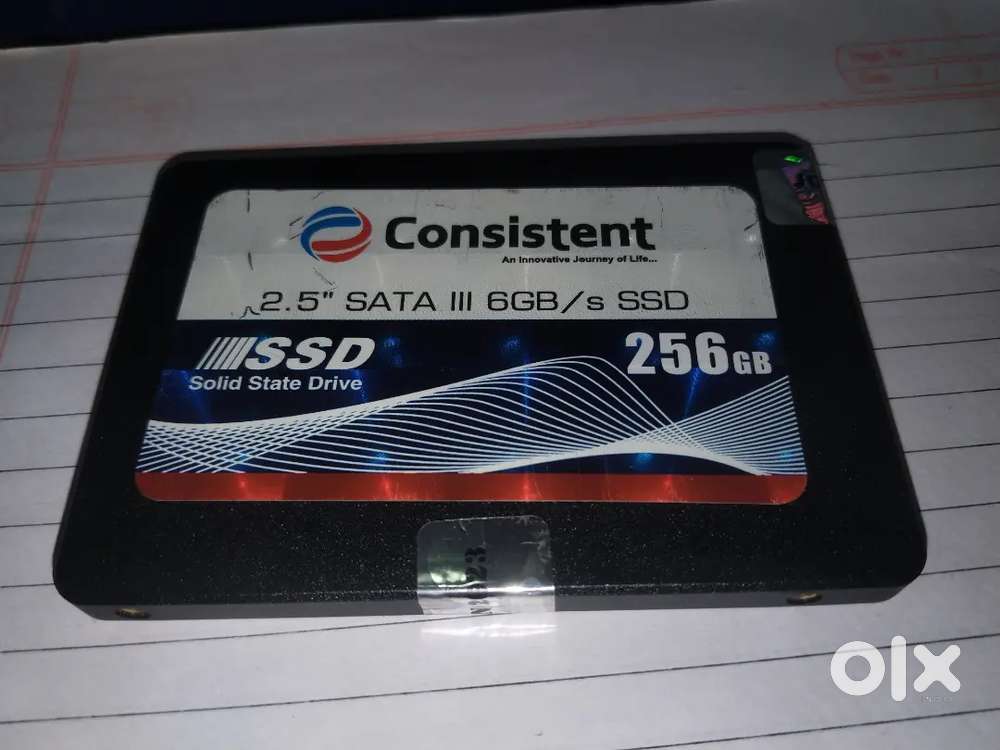 Consistent
An Innovative Journey of Life...
2.5" SATA III 6GB/s SSD
SSD
256GB
Solid State Drive
olx